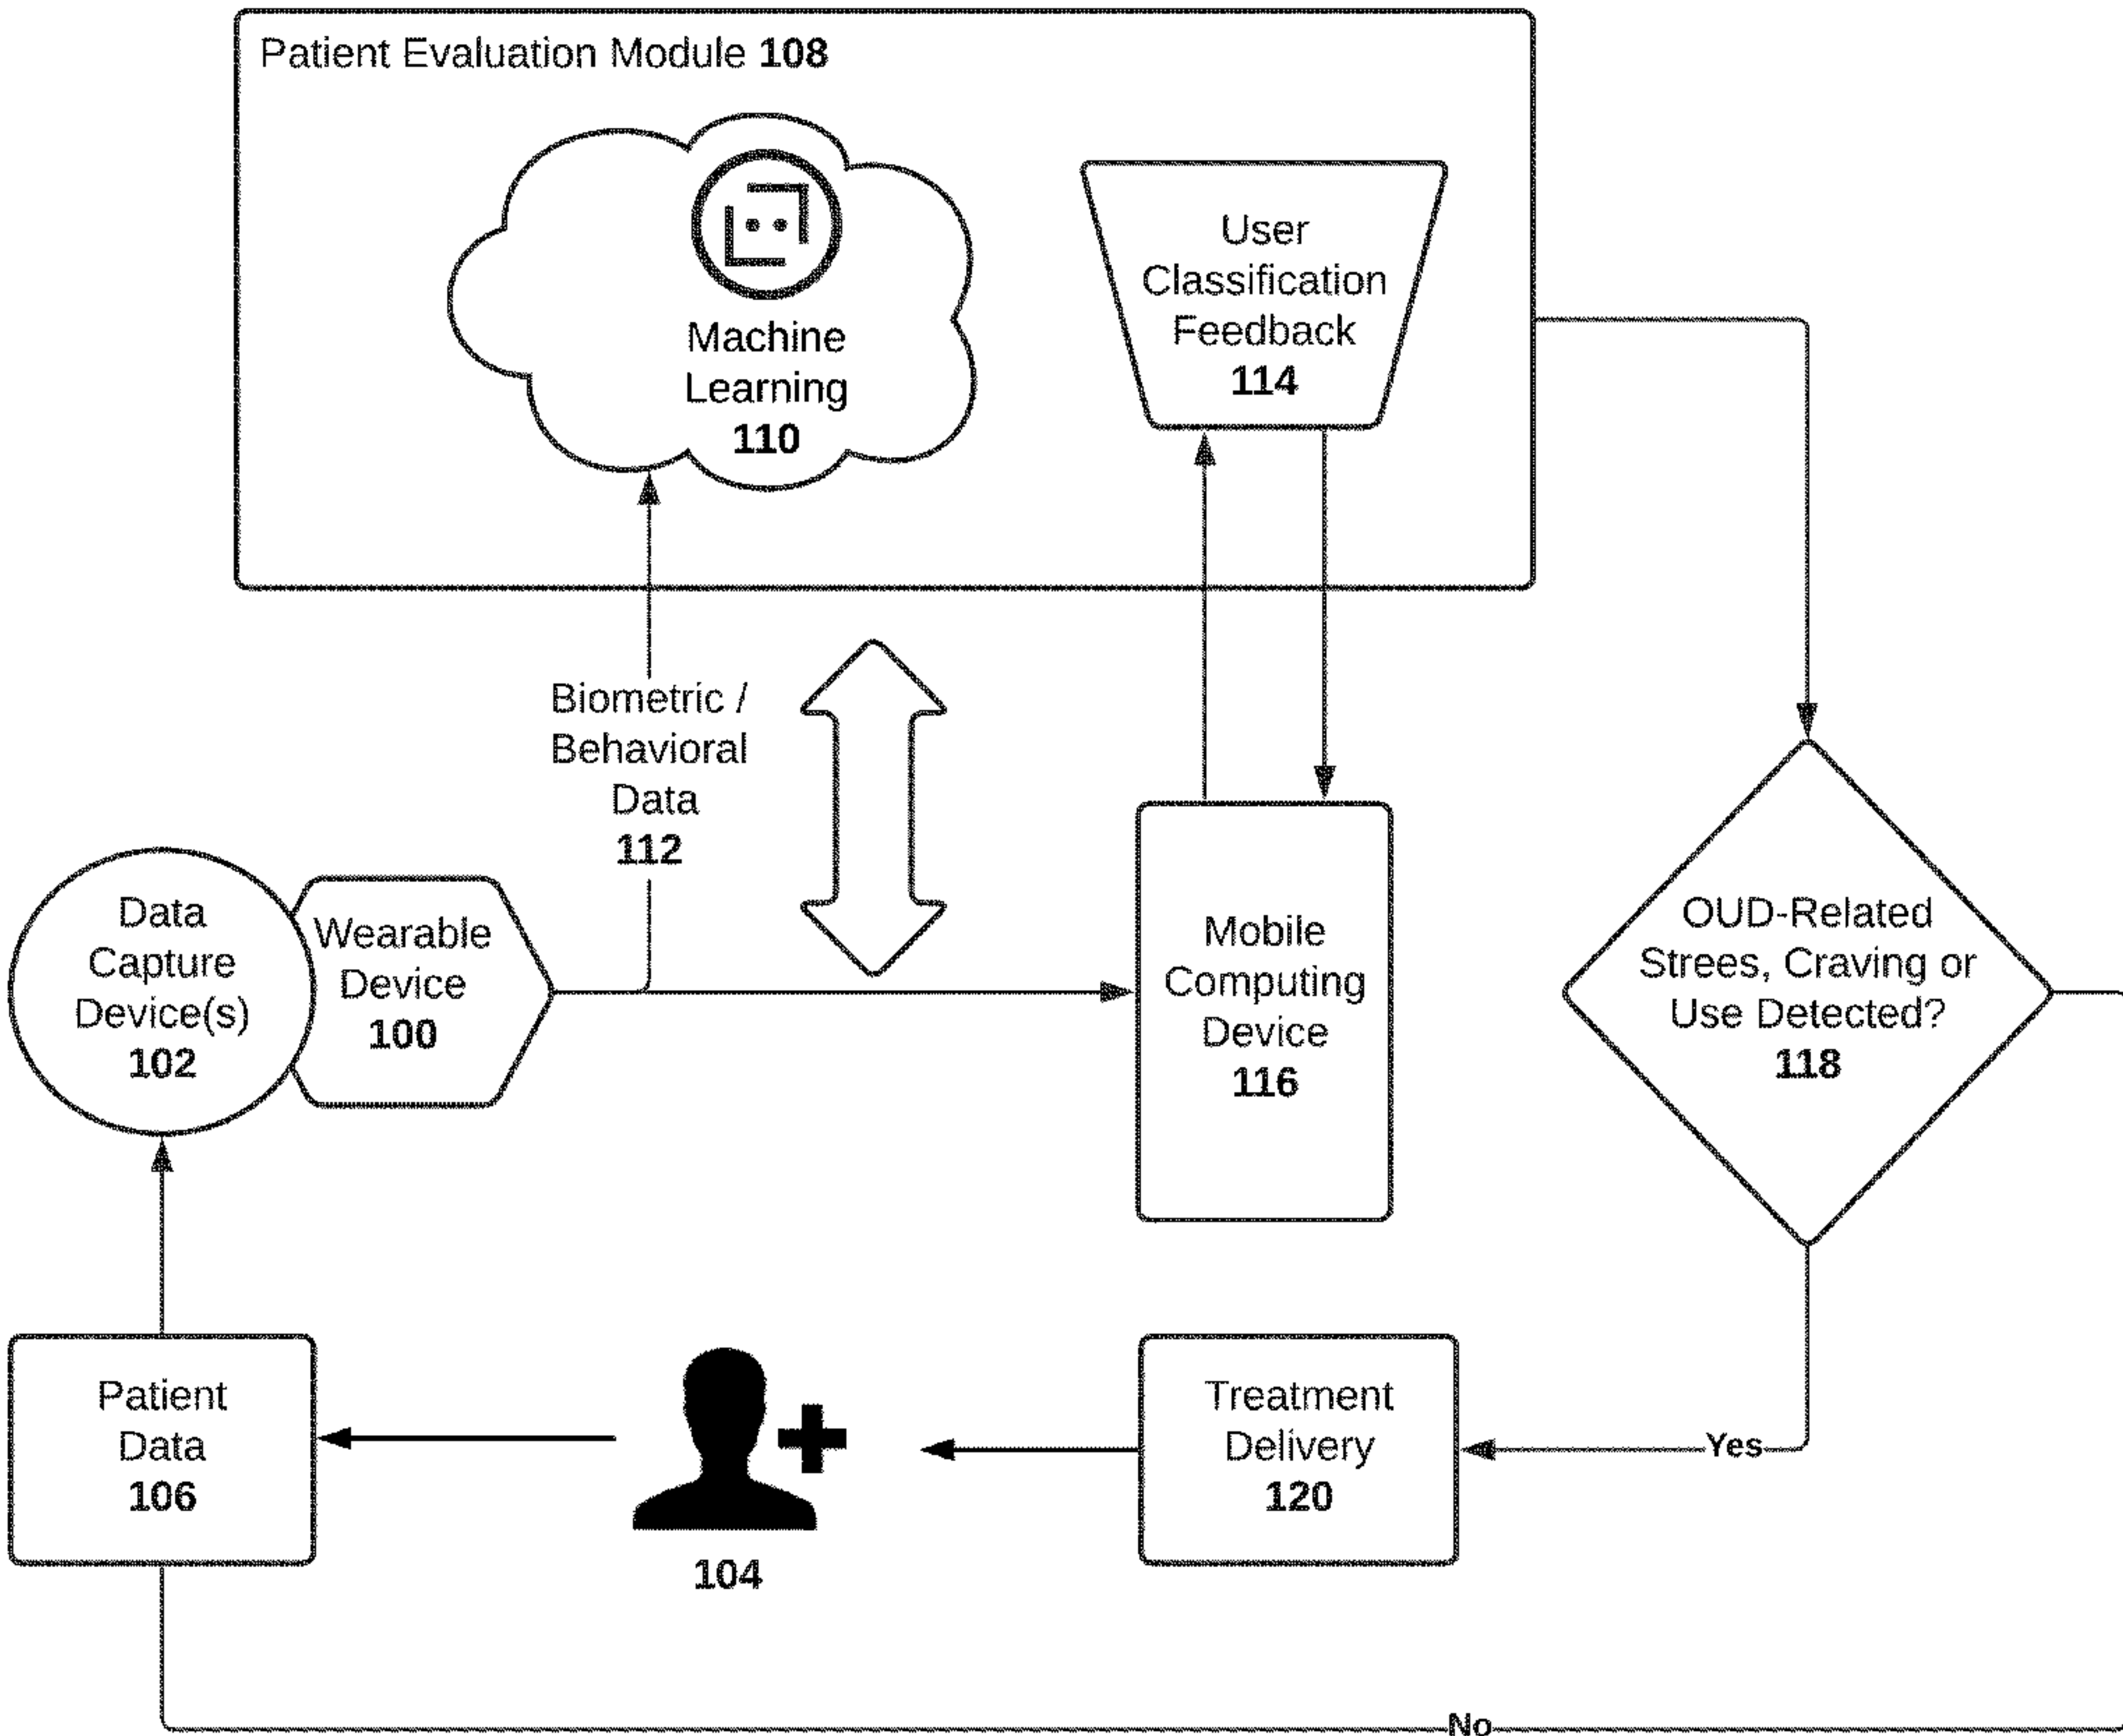 Patient Evaluation Module 108
Machine
Learning
110
User
Classification
Feedback
114
Biometric /
Behavioral
Data
112
Data
Capture
Device(s)
102
Wearable
Device
100
Mobile
Computing
Device
116
OUD-Related
Strees, Craving or
Use Detected?
118
Patient
Data
106
104
Treatment
Delivery
120
Yes
No